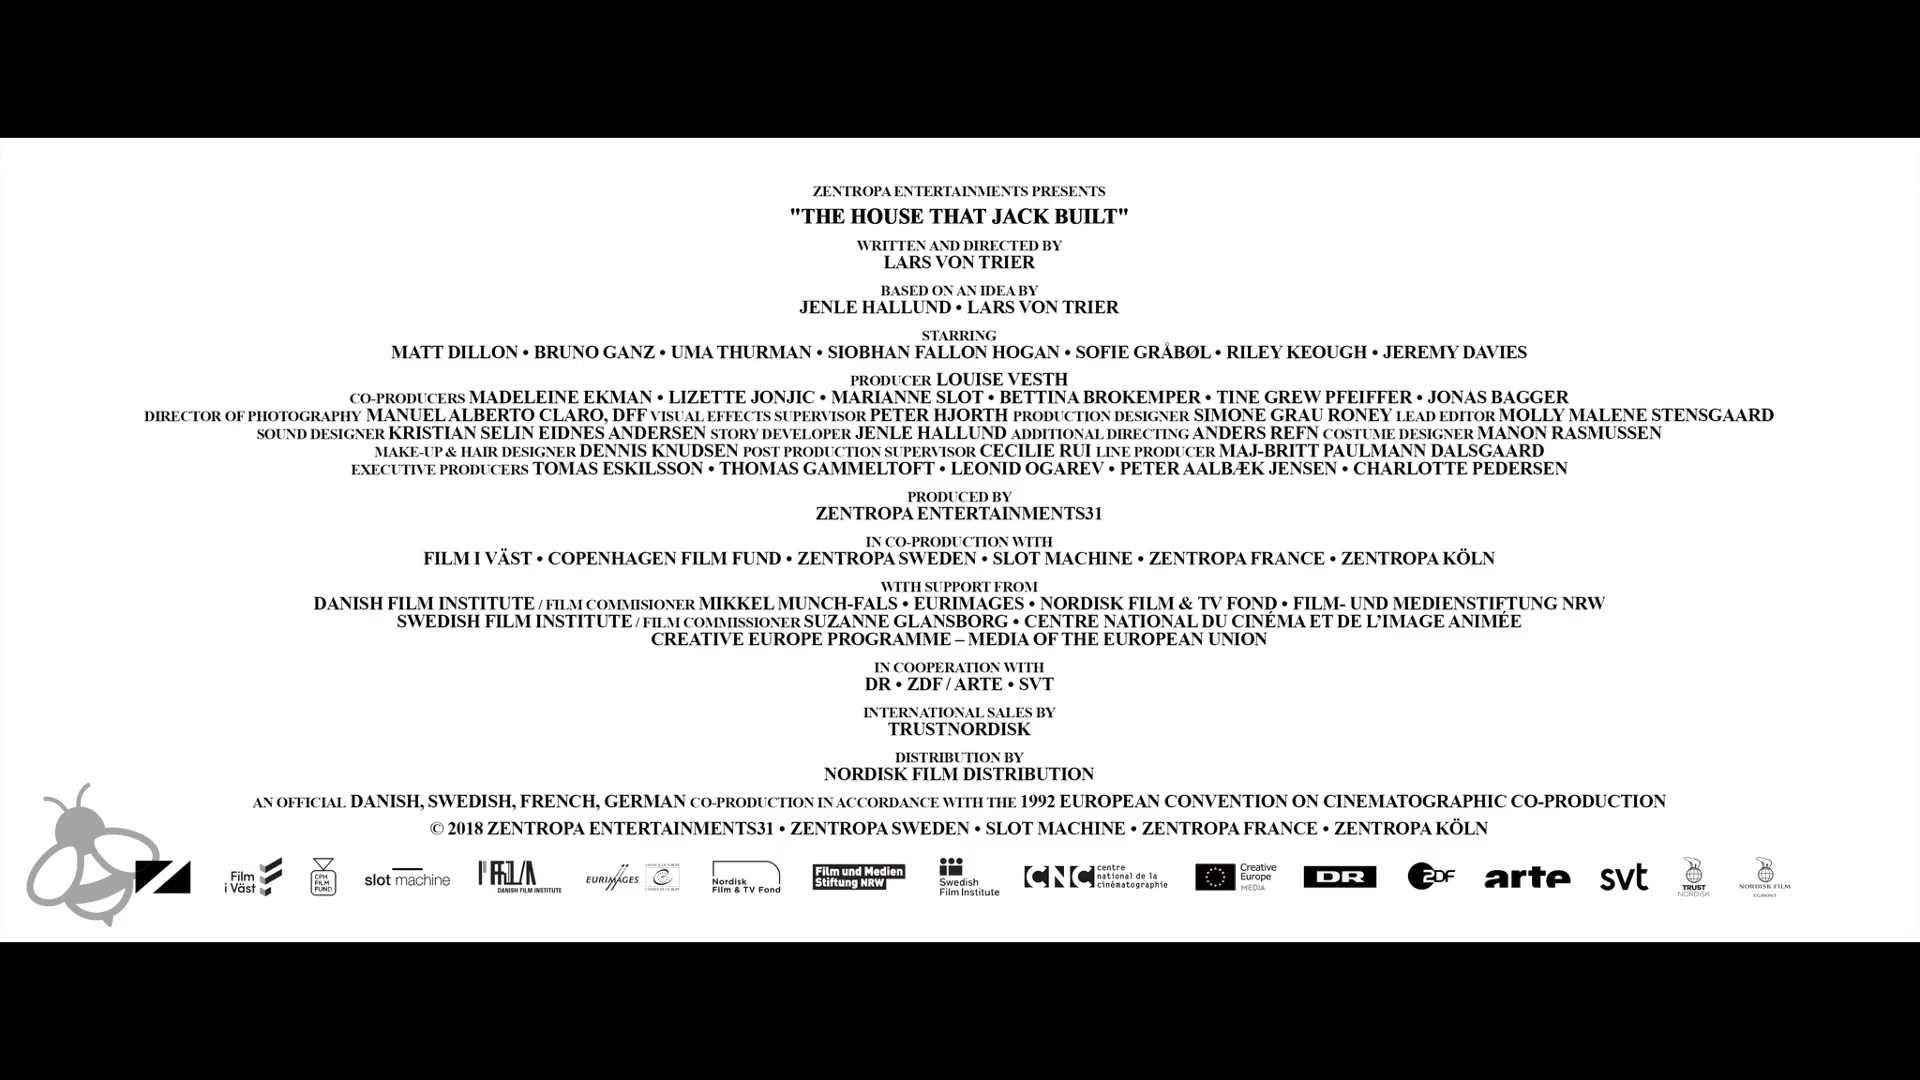 ZENTROPA ENTERTAINMENTS PRESENTS
"THE HOUSE THAT JACK BUILT"
WRITTEN AND DIRECTED BY
LARS VON TRIER
BASED ON AN IDEA BY
JENLE HALLUND • LARS VON TRIER
STARRING
MATT DILLON • BRUNO GANZ • UMA THURMAN • SIOBHAN FALLON HOGAN • SOFIE GRÅBØL • RILEY KEOUGH • JEREMY DAVIES
PRODUCER LOUISE VESTH
CO-PRODUCERS MADELEINE EKMAN • LIZETTE JONJIC • MARIANNE SLOT • BETTINA BROKEMPER • TINE GREW PFEIFFER • JONAS BAGGER
DIRECTOR OF PHOTOGRAPHY MANUEL ALBERTO CLARO, DFF VISUAL EFFECTS SUPERVISOR PETER HJORTH PRODUCTION DESIGNER SIMONE GRAU RONEY LEAD EDITOR MOLLY MALENE STENSGAARD
SOUND DESIGNER KRISTIAN SELIN EIDNES ANDERSEN STORY DEVELOPER JENLE HALLUND ADDITIONAL DIRECTING ANDERS REFN COSTUME DESIGNER MANON RASMUSSEN
MAKE-UP & HAIR DESIGNER DENNIS KNUDSEN POST PRODUCTION SUPERVISOR CECILIE RUI LINE PRODUCER MAJ-BRITT PAULMANN DALSGAARD
EXECUTIVE PRODUCERS TOMAS ESKILSSON • THOMAS GAMMELTOFT • LEONID OGAREV • PETER AALBÆK JENSEN • CHARLOTTE PEDERSEN
PRODUCED BY
ZENTROPA ENTERTAINMENTS31
IN CO-PRODUCTION WITH
FILM I VÄST • COPENHAGEN FILM FUND • ZENTROPA SWEDEN • SLOT MACHINE • ZENTROPA FRANCE • ZENTROPA KÖLN
WITH SUPPORT FROM
DANISH FILM INSTITUTE / FILM COMMISIONER MIKKEL MUNCH-FALS • EURIMAGES • NORDISK FILM & TV FOND • FILM- UND MEDIENSTIFTUNG NRW
SWEDISH FILM INSTITUTE / FILM COMMISSIONER SUZANNE GLANSBORG • CENTRE NATIONAL DU CINÉMA ET DE L'IMAGE ANIMÉE
CREATIVE EUROPE PROGRAMME – MEDIA OF THE EUROPEAN UNION
IN COOPERATION WITH
DR • ZDF / ARTE • SVT
INTERNATIONAL SALES BY
TRUSTNORDISK
DISTRIBUTION BY
NORDISK FILM DISTRIBUTION
AN OFFICIAL DANISH, SWEDISH, FRENCH, GERMAN CO-PRODUCTION IN ACCORDANCE WITH THE 1992 EUROPEAN CONVENTION ON CINEMATOGRAPHIC CO-PRODUCTION
© 2018 ZENTROPA ENTERTAINMENTS31 • ZENTROPA SWEDEN • SLOT MACHINE • ZENTROPA FRANCE • ZENTROPA KÖLN
Film
i Väst
CPH
FILM
FUND
slot machine
DANISH FILM INSTITUTE
EURIMAGES
Nordisk
Film & TV Fond
Film und Medien
Stiftung NRW
Swedish
Film Institute
CNC
centre
national de la
cinématographie
Creative
Europe
MEDIA
DR
ZDF
arte
svt
TRUST
NORDISK
NORDISK FILM
EGMONT